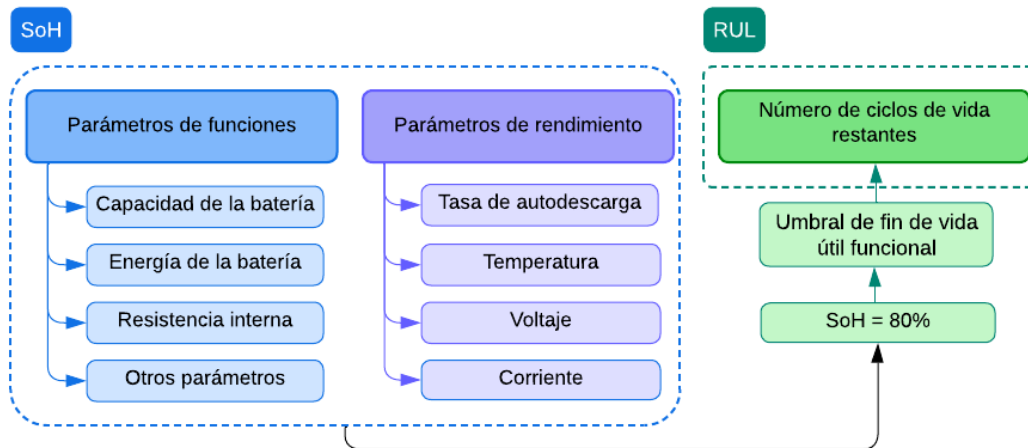 SoH
RUL
Parámetros de funciones
Parámetros de rendimiento
Número de ciclos de vida
restantes
Capacidad de la batería
Tasa de autodescarga
Umbral de fin de vida
útil funcional
Energía de la batería
Temperatura
Resistencia interna
Voltaje
SoH = 80%
Otros parámetros
Corriente